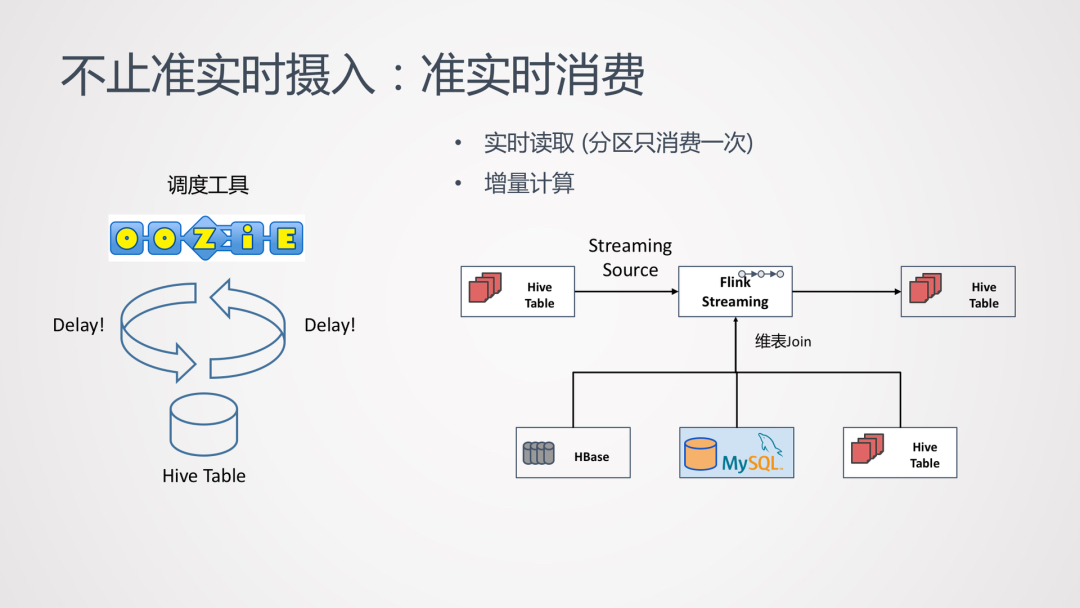 不止准实时摄入：准实时消费
• 实时读取 (分区只消费一次)
• 增量计算
调度工具
OOZiE
Delay!
Delay!
Hive Table
Streaming
Source
Hive
Table
Flink
Streaming
Hive
Table
维表Join
HBase
MySQL
Hive
Table